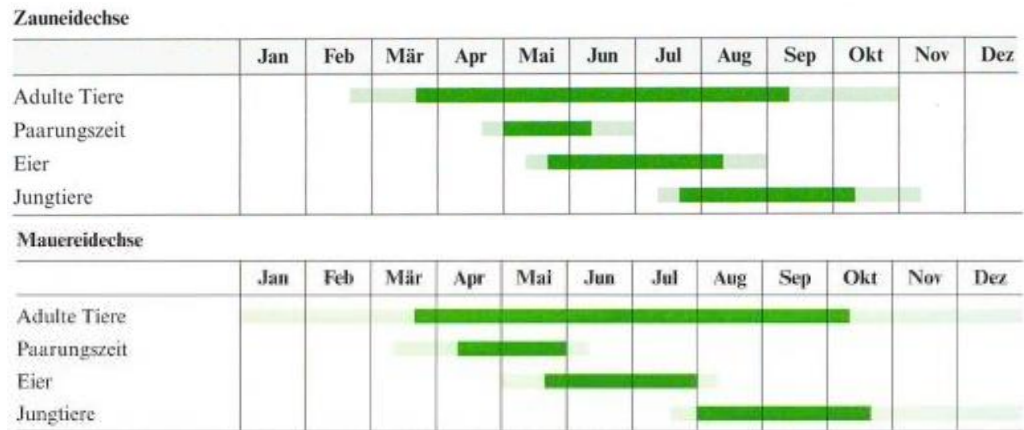 Zauneidechse
Jan Feb Mär Apr Mai Jun Jul Aug Sep Okt Nov Dez
Adulte Tiere
Paarungszeit
Eier
Jungtiere
Mauereidechse
Jan Feb Mär Apr Mai Jun Jul Aug Sep Okt Nov Dez
Adulte Tiere
Paarungszeit
Eier
Jungtiere